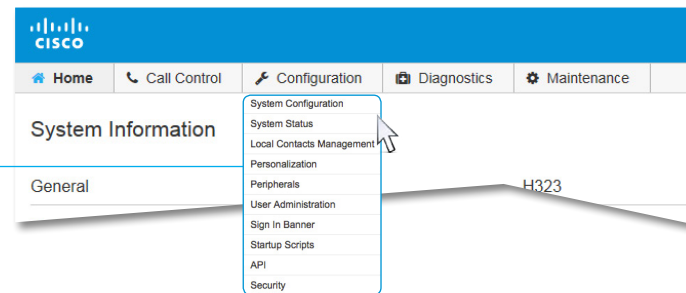 CISCO
Home Call Control Configuration Diagnostics Maintenance
System Information
System Configuration
System Status
Local Contacts Management
Personalization
Peripherals
User Administration
Sign In Banner
Startup Scripts
API
Security
General
H323